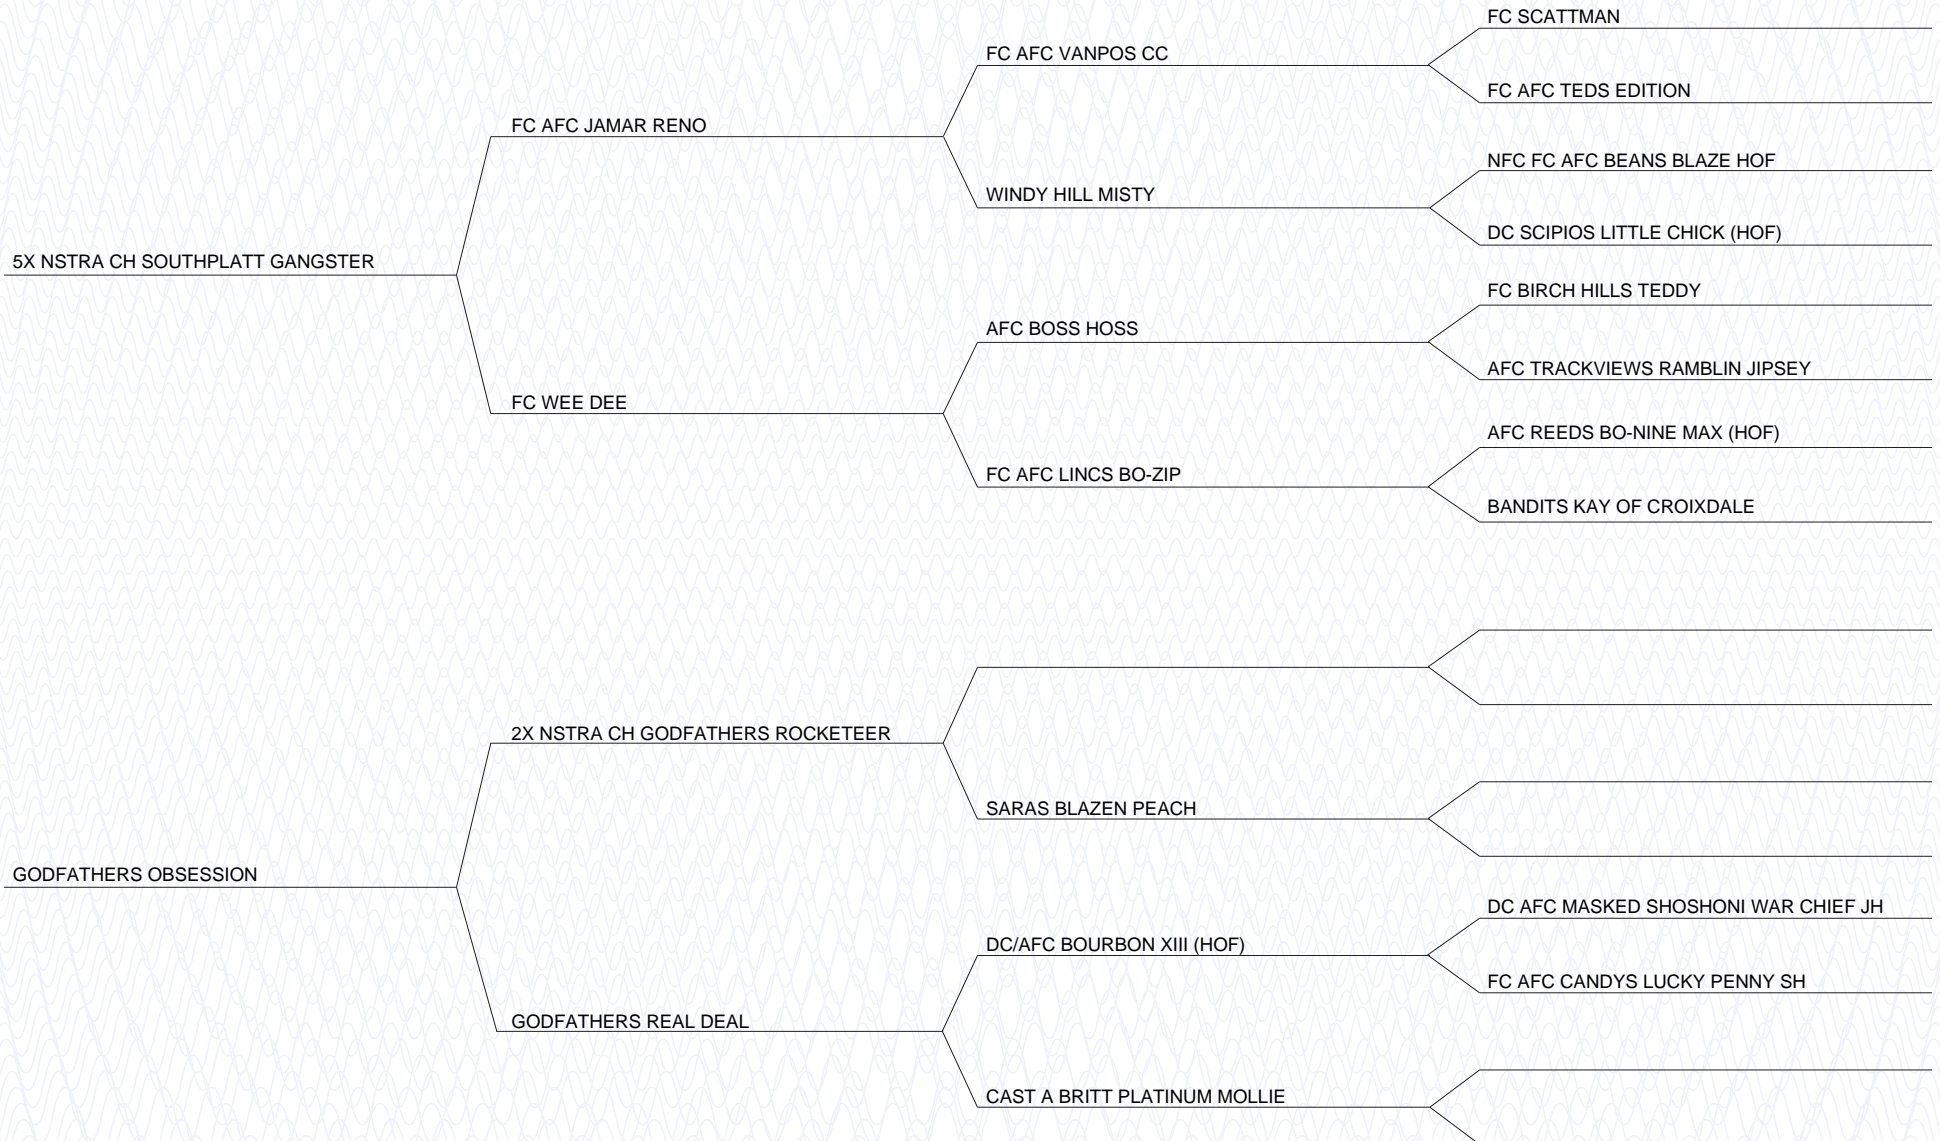 FC SCATTMAN
FC AFC VANPOS CC
FC AFC TEDS EDITION
FC AFC JAMAR RENO
NFC FC AFC BEANS BLAZE HOF
WINDY HILL MISTY
DC SCIPIOS LITTLE CHICK (HOF)
5X NSTRA CH SOUTHPLATT GANGSTER
FC BIRCH HILLS TEDDY
AFC BOSS HOSS
AFC TRACKVIEWS RAMBLIN JIPSEY
FC WEE DEE
AFC REEDS BO-NINE MAX (HOF)
FC AFC LINCS BO-ZIP
BANDITS KAY OF CROIXDALE
2X NSTRA CH GODFATHERS ROCKETEER
SARAS BLAZEN PEACH
GODFATHERS OBSESSION
DC AFC MASKED SHOSHONI WAR CHIEF JH
DC/AFC BOURBON XIII (HOF)
FC AFC CANDYS LUCKY PENNY SH
GODFATHERS REAL DEAL
CAST A BRITT PLATINUM MOLLIE